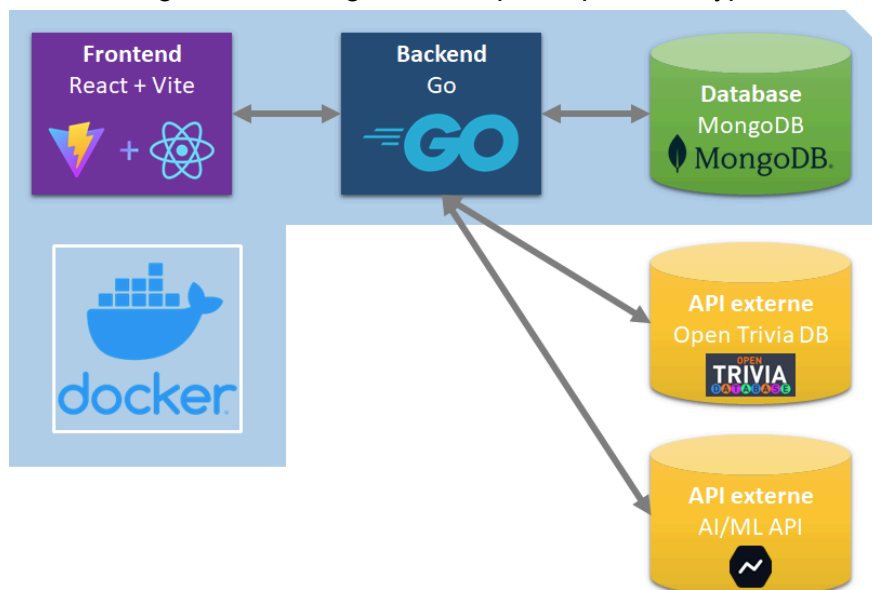 Frontend
React + Vite
+
Backend
Go
GO
Database
MongoDB
MongoDB.
docker.
API externe
Open Trivia DB
OPEN
TRIVIA
DATABASE
API externe
AI/ML API